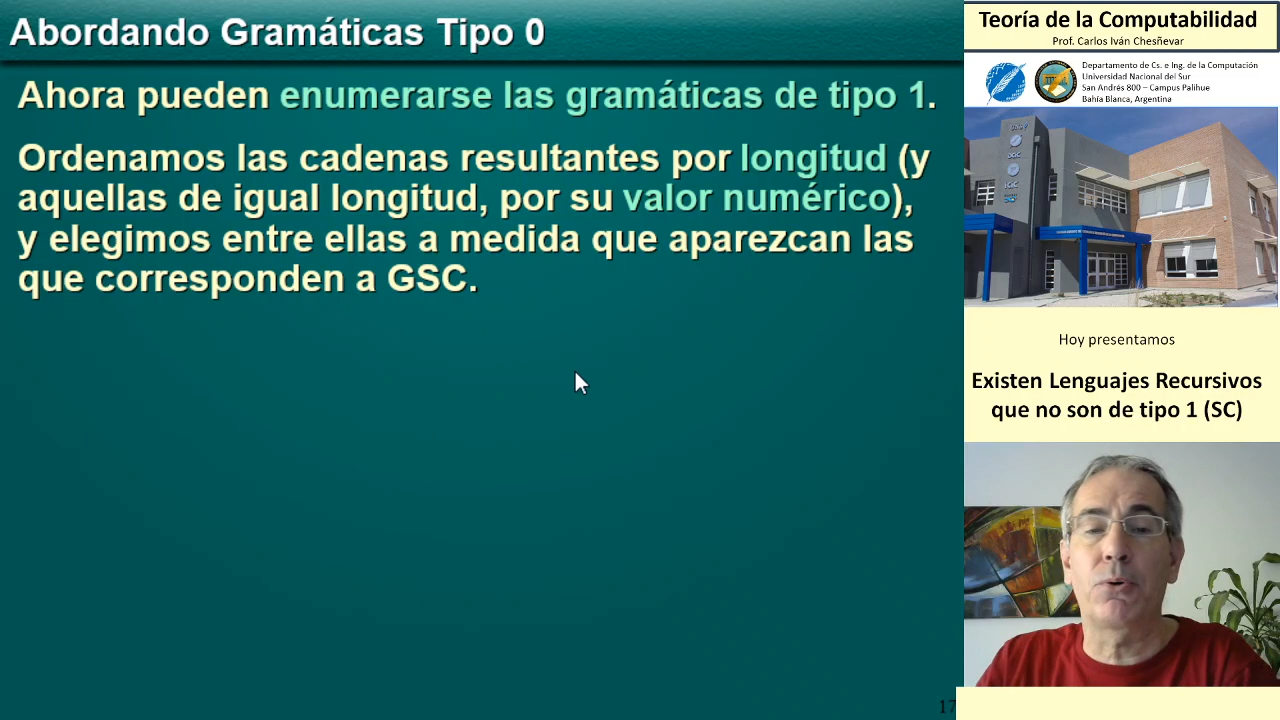 Abordando Gramáticas Tipo 0
Ahora pueden enumerarse las gramáticas de tipo 1.
Ordenamos las cadenas resultantes por longitud (y
aquellas de igual longitud, por su valor numérico),
y elegimos entre ellas a medida que aparezcan las
que corresponden a GSC.
17
Teoría de la Computabilidad
Prof. Carlos Iván Chesñevar
Departamento de Cs. e Ing. de la Computación
Universidad Nacional del Sur
San Andrés 800 – Campus Palihue
Bahía Blanca, Argentina
Hoy presentamos
Existen Lenguajes Recursivos
que no son de tipo 1 (SC)